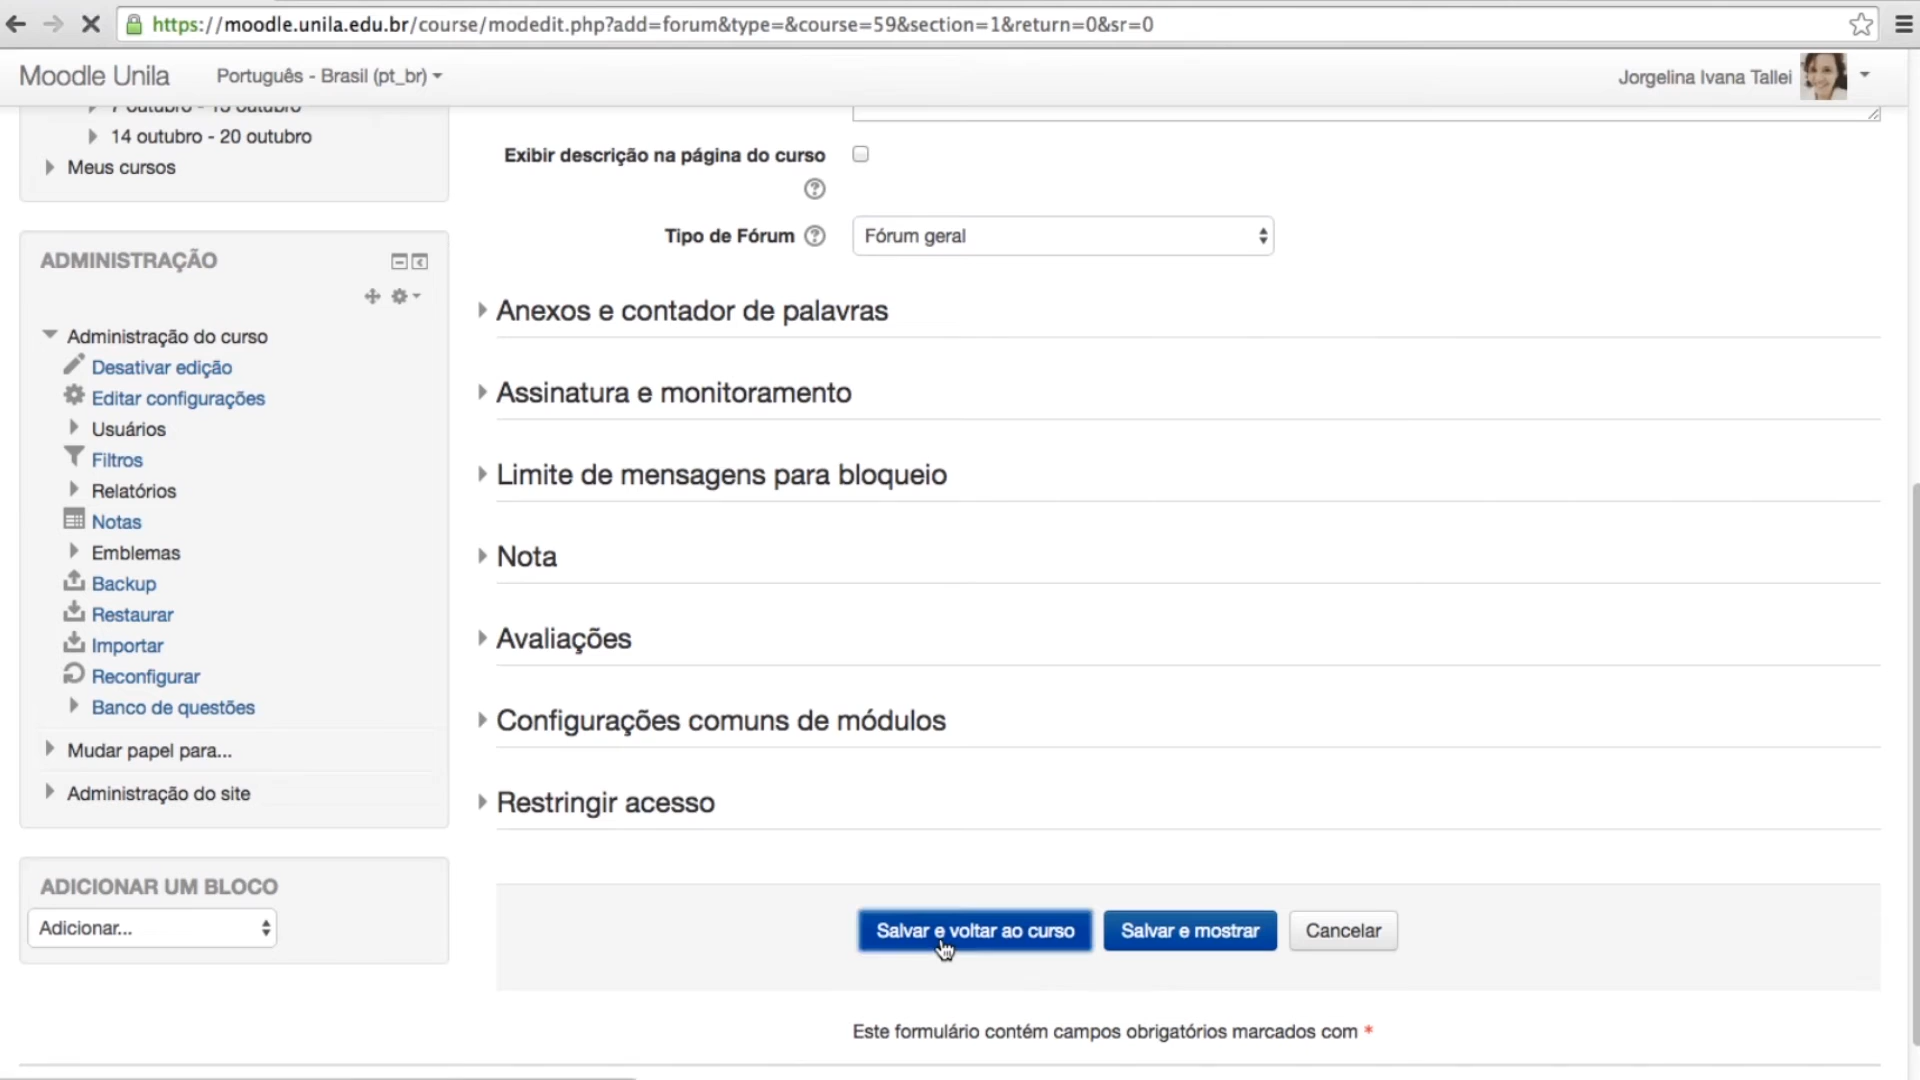 https://moodle.unila.edu.br/course/modedit.php?add=forum&type=&course=59&section=1&return=0&sr=0
Moodle Unila
Português - Brasil (pt_br)
Jorgelina Ivana Tallei
7 outubro - 13 outubro
14 outubro - 20 outubro
Meus cursos
ADMINISTRAÇÃO
Administração do curso
Desativar edição
Editar configurações
Usuários
Filtros
Relatórios
Notas
Emblemas
Backup
Restaurar
Importar
Reconfigurar
Banco de questões
Mudar papel para...
Administração do site
ADICIONAR UM BLOCO
Adicionar...
Exibir descrição na página do curso
Tipo de Fórum
Fórum geral
Anexos e contador de palavras
Assinatura e monitoramento
Limite de mensagens para bloqueio
Nota
Avaliações
Configurações comuns de módulos
Restringir acesso
Salvar e voltar ao curso
Salvar e mostrar
Cancelar
Este formulário contém campos obrigatórios marcados com *